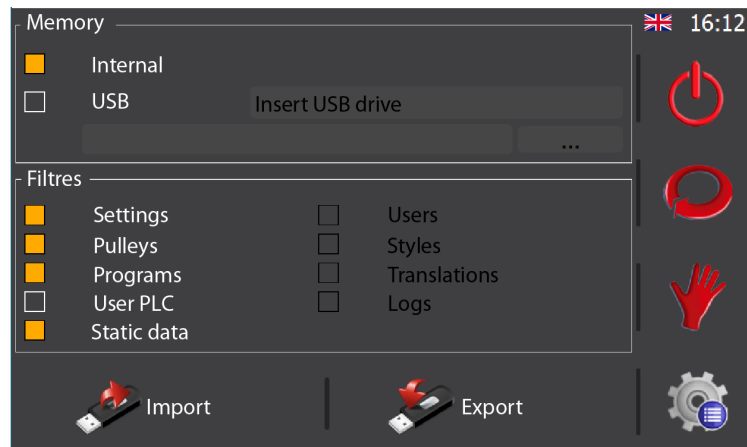 Memory
16:12
Internal
USB
Insert USB drive
...
Filtres
Settings
Users
Pulleys
Styles
Programs
Translations
User PLC
Logs
Static data
Import
Export